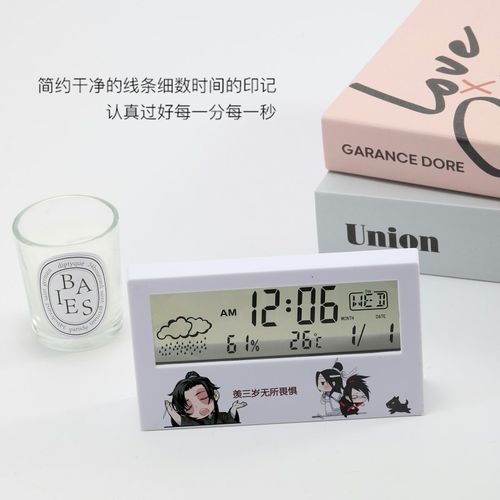 简约干净的线条细数时间的印记
认真过好每一分每一秒
Love
x
GARANCE DORE
Union
diptyque
BAIES
AM 12:06 WED
MONTH DATE
61% 26°C 1/ 1
羡三岁无所畏惧